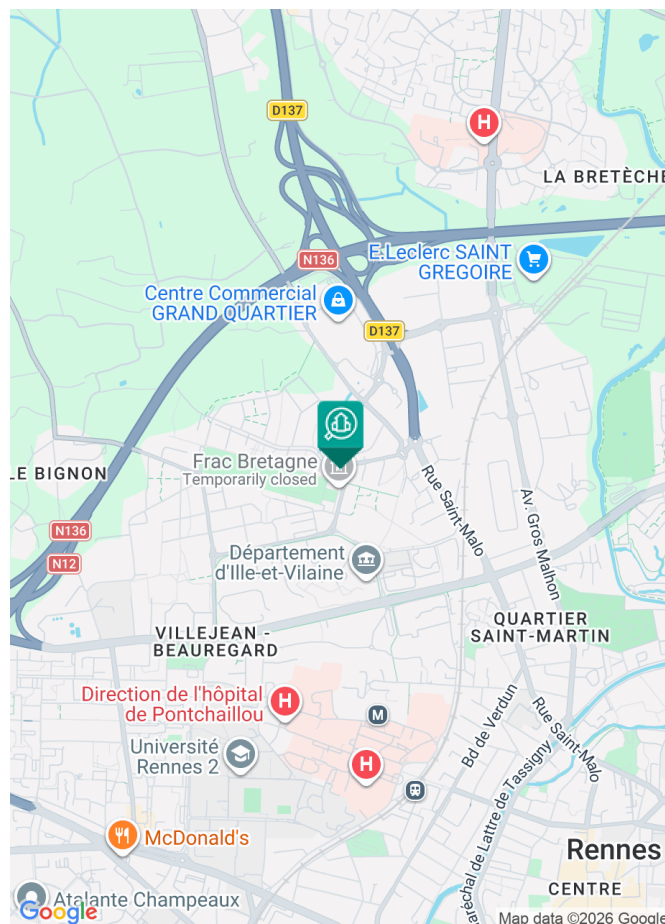 D137
H
LA BRETÈCHE
E.Leclerc SAINT
GREGOIRE
N136
Centre Commercial
GRAND QUARTIER
D137
LE BIGNON
Frac Bretagne
Temporarily closed
Rue Saint-Malo
Av. Gros Malhon
N136
N12
Département
d'Ille-et-Vilaine
QUARTIER
SAINT-MARTIN
VILLEJEAN -
BEAUREGARD
Direction de l'hôpital
de Pontchaillou
H
M
Bd de Verdun
Rue Saint-Malo
Université
Rennes 2
H
aréchal de Lattre de Tassigny
McDonald's
Rennes
CENTRE
Atalante Champeaux
Google
Map data ©2026 Google